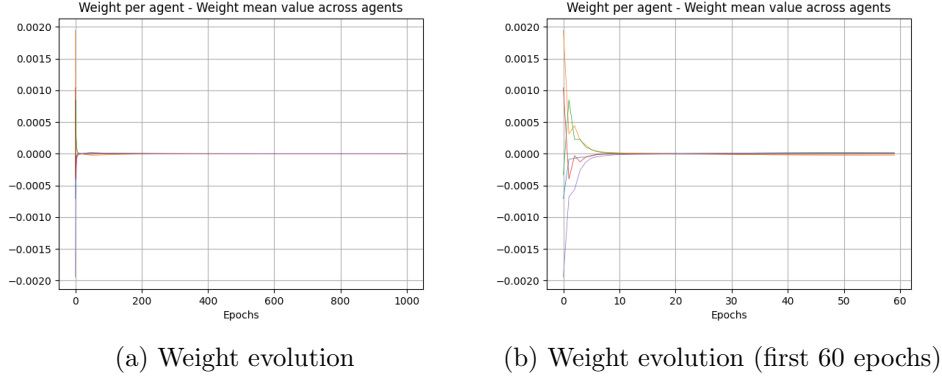 Weight per agent - Weight mean value across agents
0.0020
0.0015
0.0010
0.0005
0.0000
−0.0005
−0.0010
−0.0015
−0.0020
0 200 400 600 800 1000
Epochs
(a) Weight evolution
Weight per agent - Weight mean value across agents
0.0020
0.0015
0.0010
0.0005
0.0000
−0.0005
−0.0010
−0.0015
−0.0020
0 10 20 30 40 50 60
Epochs
(b) Weight evolution (first 60 epochs)